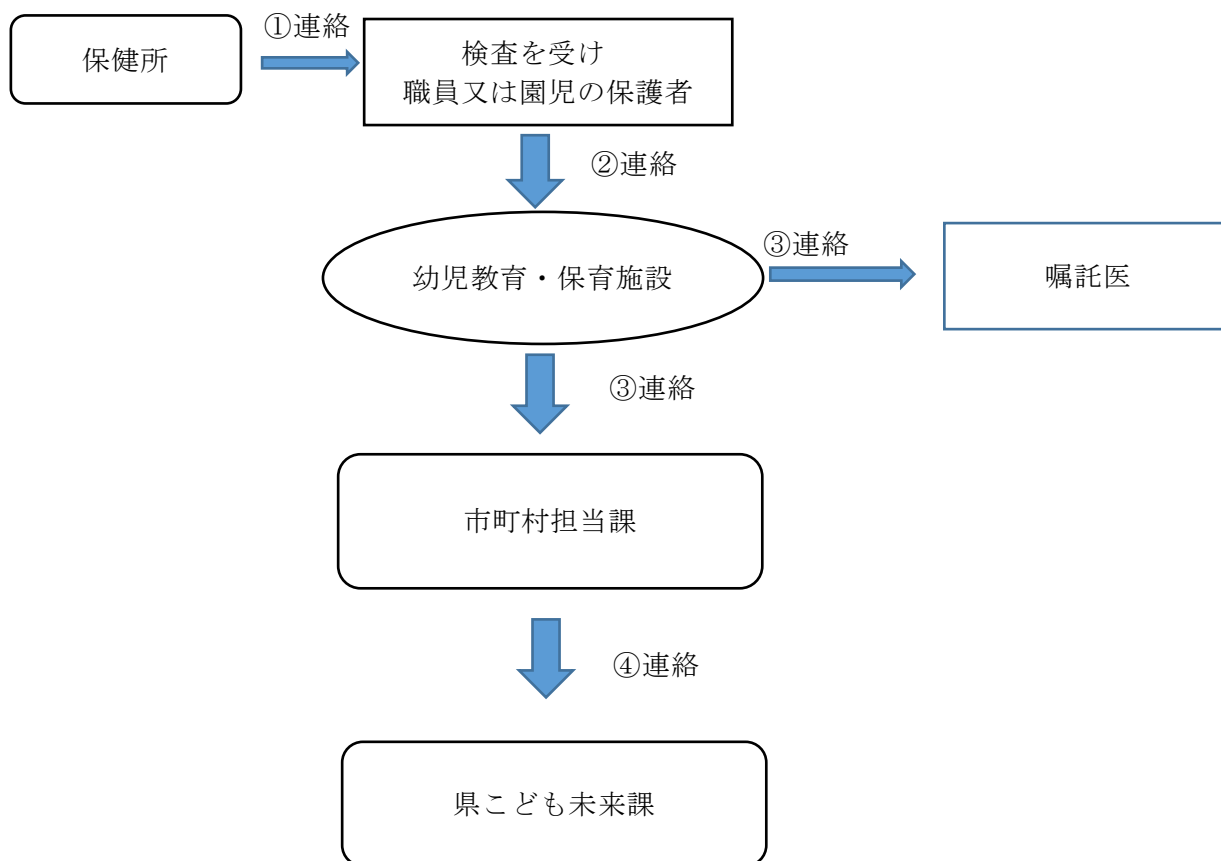 保健所
①連絡
検査を受け
職員又は園児の保護者
②連絡
幼児教育・保育施設
③連絡
嘱託医
③連絡
市町村担当課
④連絡
県こども未来課